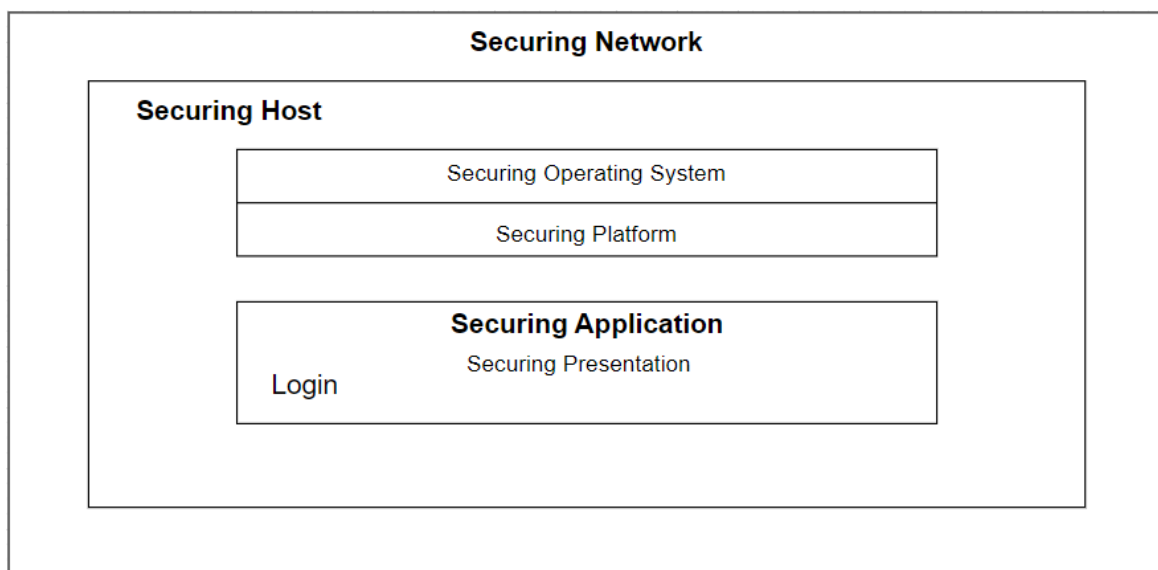 Securing Network
Securing Host
Securing Operating System
Securing Platform
Securing Application
Securing Presentation
Login